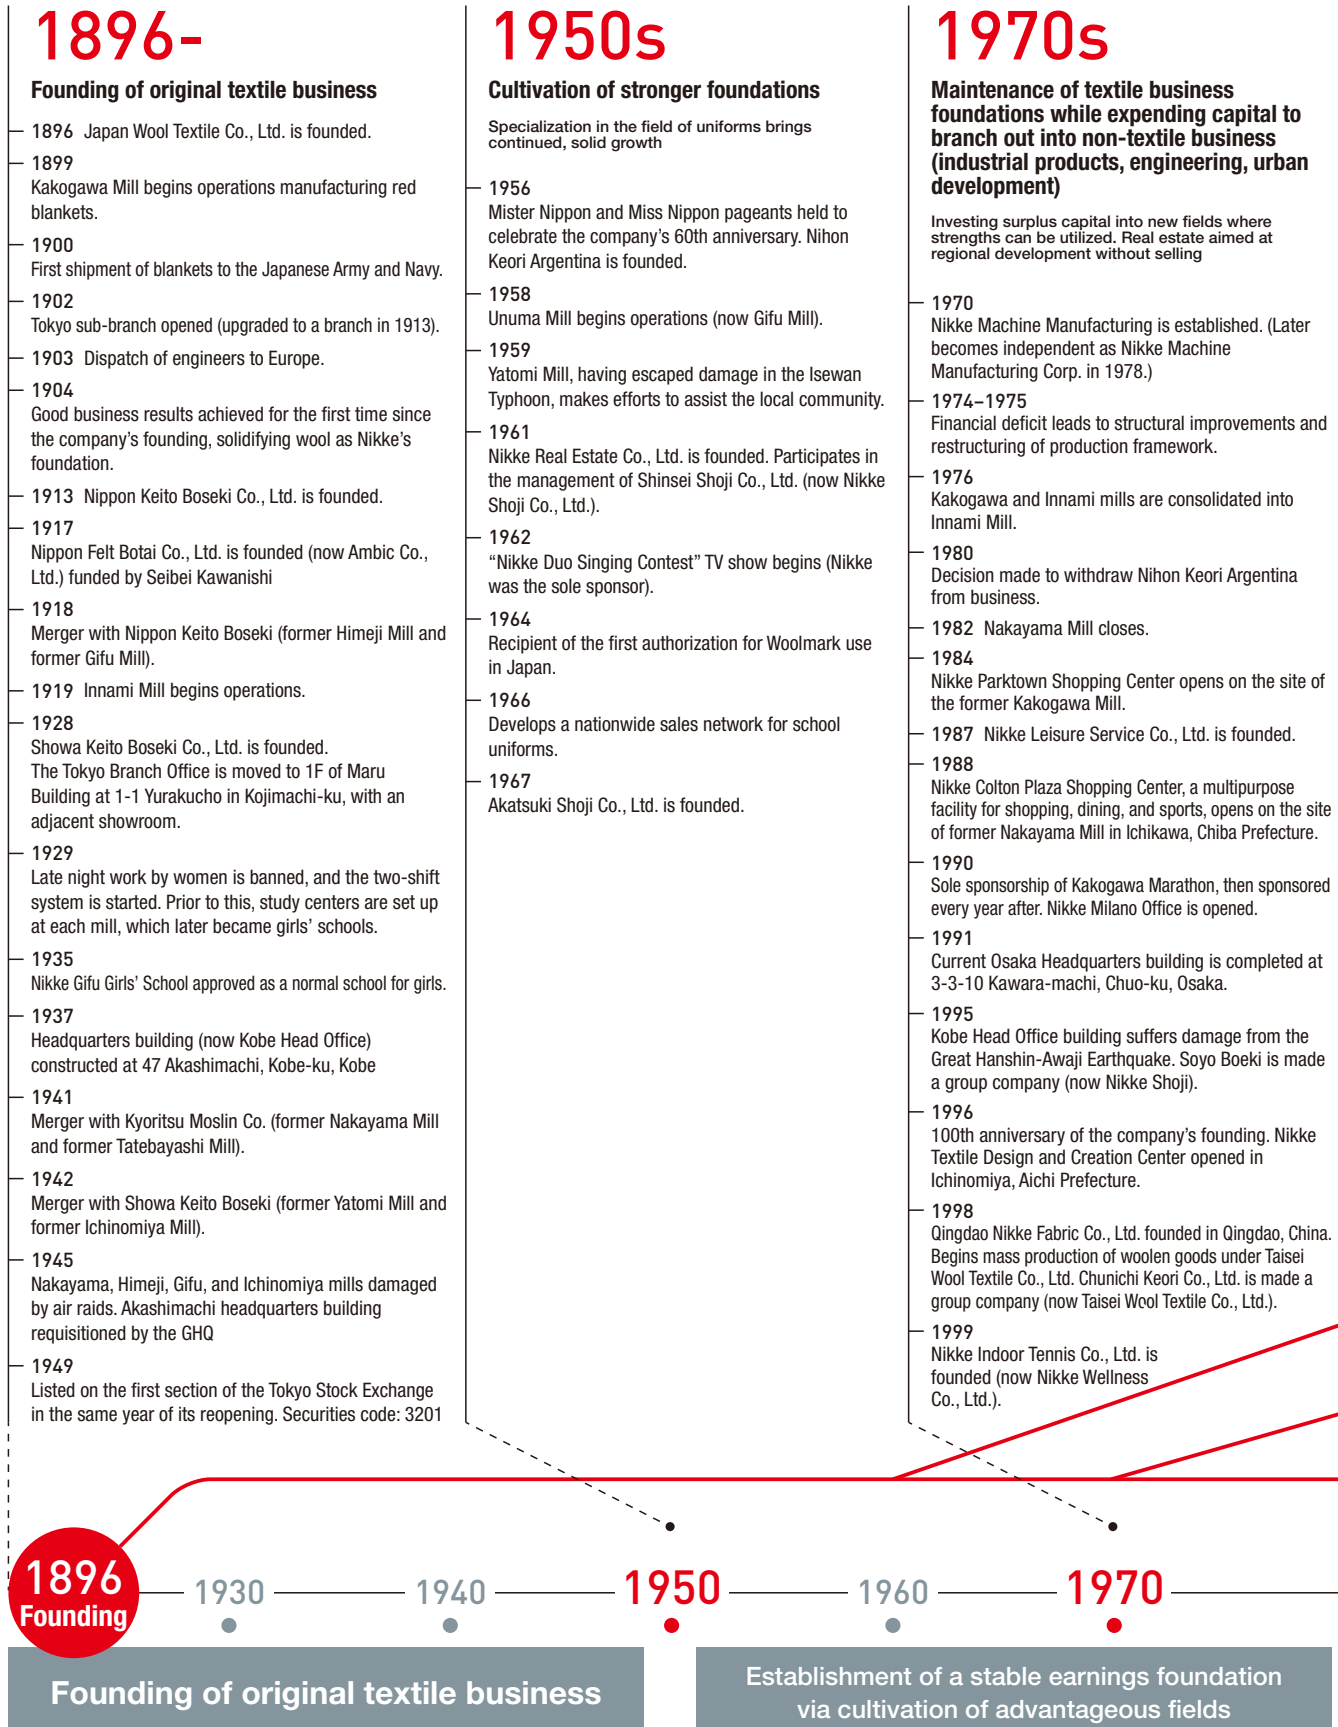 1896-
Founding of original textile business
1896 Japan Wool Textile Co., Ltd. is founded.
1899
Kakogawa Mill begins operations manufacturing red
blankets.
1900
First shipment of blankets to the Japanese Army and Navy.
1902
Tokyo sub-branch opened (upgraded to a branch in 1913).
1903 Dispatch of engineers to Europe.
1904
Good business results achieved for the first time since
the company’s founding, solidifying wool as Nikke’s
foundation.
1913 Nippon Keito Boseki Co., Ltd. is founded.
1917
Nippon Felt Botai Co., Ltd. is founded (now Ambic Co.,
Ltd.) funded by Seibei Kawanishi
1918
Merger with Nippon Keito Boseki (former Himeji Mill and
former Gifu Mill).
1919 Innami Mill begins operations.
1928
Showa Keito Boseki Co., Ltd. is founded.
The Tokyo Branch Office is moved to 1F of Maru
Building at 1-1 Yurakucho in Kojimachi-ku, with an
adjacent showroom.
1929
Late night work by women is banned, and the two-shift
system is started. Prior to this, study centers are set up
at each mill, which later became girls’ schools.
1935
Nikke Gifu Girls’ School approved as a normal school for girls.
1937
Headquarters building (now Kobe Head Office)
constructed at 47 Akashimachi, Kobe-ku, Kobe
1941
Merger with Kyoritsu Moslin Co. (former Nakayama Mill
and former Tatebayashi Mill).
1942
Merger with Showa Keito Boseki (former Yatomi Mill and
former Ichinomiya Mill).
1945
Nakayama, Himeji, Gifu, and Ichinomiya mills damaged
by air raids. Akashimachi headquarters building
requisitioned by the GHQ
1949
Listed on the first section of the Tokyo Stock Exchange
in the same year of its reopening. Securities code: 3201
1950s
Cultivation of stronger foundations
Specialization in the field of uniforms brings
continued, solid growth
1956
Mister Nippon and Miss Nippon pageants held to
celebrate the company’s 60th anniversary. Nihon
Keori Argentina is founded.
1958
Unuma Mill begins operations (now Gifu Mill).
1959
Yatomi Mill, having escaped damage in the Isewan
Typhoon, makes efforts to assist the local community.
1961
Nikke Real Estate Co., Ltd. is founded. Participates in
the management of Shinsei Shoji Co., Ltd. (now Nikke
Shoji Co., Ltd.).
1962
“Nikke Duo Singing Contest” TV show begins (Nikke
was the sole sponsor).
1964
Recipient of the first authorization for Woolmark use
in Japan.
1966
Develops a nationwide sales network for school
uniforms.
1967
Akatsuki Shoji Co., Ltd. is founded.
1970s
Maintenance of textile business
foundations while expending capital to
branch out into non-textile business
(industrial products, engineering, urban
development)
Investing surplus capital into new fields where
strengths can be utilized. Real estate aimed at
regional development without selling
1970
Nikke Machine Manufacturing is established. (Later
becomes independent as Nikke Machine
Manufacturing Corp. in 1978.)
1974–1975
Financial deficit leads to structural improvements and
restructuring of production framework.
1976
Kakogawa and Innami mills are consolidated into
Innami Mill.
1980
Decision made to withdraw Nihon Keori Argentina
from business.
1982 Nakayama Mill closes.
1984
Nikke Parktown Shopping Center opens on the site of
the former Kakogawa Mill.
1987 Nikke Leisure Service Co., Ltd. is founded.
1988
Nikke Colton Plaza Shopping Center, a multipurpose
facility for shopping, dining, and sports, opens on the site
of former Nakayama Mill in Ichikawa, Chiba Prefecture.
1990
Sole sponsorship of Kakogawa Marathon, then sponsored
every year after. Nikke Milano Office is opened.
1991
Current Osaka Headquarters building is completed at
3-3-10 Kawara-machi, Chuo-ku, Osaka.
1995
Kobe Head Office building suffers damage from the
Great Hanshin-Awaji Earthquake. Soyo Boeki is made
a group company (now Nikke Shoji).
1996
100th anniversary of the company’s founding. Nikke
Textile Design and Creation Center opened in
Ichinomiya, Aichi Prefecture.
1998
Qingdao Nikke Fabric Co., Ltd. founded in Qingdao, China.
Begins mass production of woolen goods under Taisei
Wool Textile Co., Ltd. Chunichi Keori Co., Ltd. is made a
group company (now Taisei Wool Textile Co., Ltd.).
1999
Nikke Indoor Tennis Co., Ltd. is
founded (now Nikke Wellness
Co., Ltd.).
1896
Founding
1930
1940
1950
1960
1970
Founding of original textile business
Establishment of a stable earnings foundation
via cultivation of advantageous fields